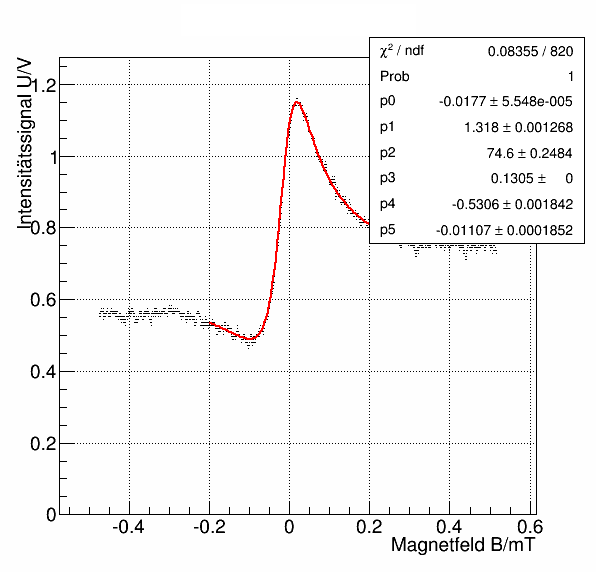 χ² / ndf 0.08355 / 820
Prob 1
p0 -0.0177 ± 5.548e-005
p1 1.318 ± 0.001268
p2 74.6 ± 0.2484
p3 0.1305 ± 0
p4 -0.5306 ± 0.001842
p5 -0.01107 ± 0.0001852
Intensitätssignal U/V
1.2
1
0.8
0.6
0.4
0.2
0
-0.4 -0.2 0 0.2 0.4 0.6
Magnetfeld B/mT